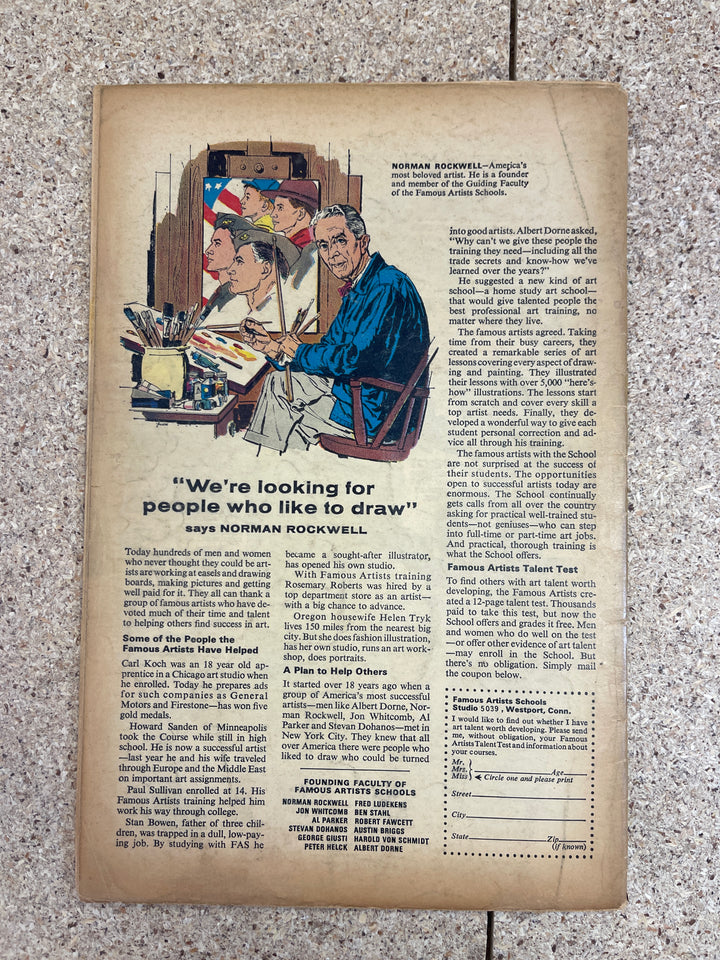 NORMAN ROCKWELL—America's
most beloved artist. He is a founder
and member of the Guiding Faculty
of the Famous Artists Schools.
"We're looking for
people who like to draw"
says NORMAN ROCKWELL
Today hundreds of men and women
who never thought they could be art-
ists are working at easels and drawing
boards, making pictures and getting
well paid for it. They all can thank a
group of famous artists who have de-
voted much of their time and talent
to helping others find success in art.
Some of the People the
Famous Artists Have Helped
Carl Koch was an 18 year old ap-
prentice in a Chicago art studio when
he enrolled. Today he prepares ads
for such companies as General
Motors and Firestone—has won five
gold medals.
Howard Sanden of Minneapolis
took the Course while still in high
school. He is now a successful artist
—last year he and his wife traveled
through Europe and the Middle East
on important art assignments.
Paul Sullivan enrolled at 14. His
Famous Artists training helped him
work his way through college.
Stan Bowen, father of three chil-
dren, was trapped in a dull, low-pay-
ing job. By studying with FAS he
became a sought-after illustrator,
has opened his own studio.
With Famous Artists training
Rosemary Roberts was hired by a
top department store as an artist—
with a big chance to advance.
Oregon housewife Helen Tryk
lives 150 miles from the nearest big
city. But she does fashion illustration,
has her own studio, runs an art work-
shop, does portraits.
A Plan to Help Others
It started over 18 years ago when a
group of America's most successful
artists—men like Albert Dorne, Nor-
man Rockwell, Jon Whitcomb, Al
Parker and Stevan Dohanos—met in
New York City. They knew that all
over America there were people who
liked to draw who could be turned
FOUNDING FACULTY OF
FAMOUS ARTISTS SCHOOLS
NORMAN ROCKWELL FRED LUDEKENS
JON WHITCOMB BEN STAHL
AL PARKER ROBERT FAWCETT
STEVAN DOHANOS AUSTIN BRIGGS
GEORGE GIUSTI HAROLD VON SCHMIDT
PETER HELCK ALBERT DORNE
into good artists. Albert Dorne asked,
"Why can't we give these people the
training they need—including all the
trade secrets and know-how we've
learned over the years?"
He suggested a new kind of art
school—a home study art school—
that would give talented people the
best professional art training, no
matter where they live.
The famous artists agreed. Taking
time from their busy careers, they
created a remarkable series of art
lessons covering every aspect of draw-
ing and painting. They illustrated
their lessons with over 5,000 "here's-
how" illustrations. The lessons start
from scratch and cover every skill a
top artist needs. Finally, they de-
veloped a wonderful way to give each
student personal correction and ad-
vice all through his training.
The famous artists with the School
are not surprised at the success of
their students. The opportunities
open to successful artists today are
enormous. The School continually
gets calls from all over the country
asking for practical well-trained stu-
dents—not geniuses—who can step
into full-time or part-time art jobs.
And practical, thorough training is
what the School offers.
Famous Artists Talent Test
To find others with art talent worth
developing, the Famous Artists cre-
ated a 12-page talent test. Thousands
paid to take this test, but now the
School offers and grades it free. Men
and women who do well on the test
—or offer other evidence of art talent
—may enroll in the School. But
there's no obligation. Simply mail
the coupon below.
Famous Artists Schools
Studio 5039, Westport, Conn.
I would like to find out whether I have
art talent worth developing. Please send
me, without obligation, your Famous
Artists Talent Test and information about
your courses.
Mr.
Mrs. Age
Miss Circle one and please print
Street
City
State Zip
(if known)